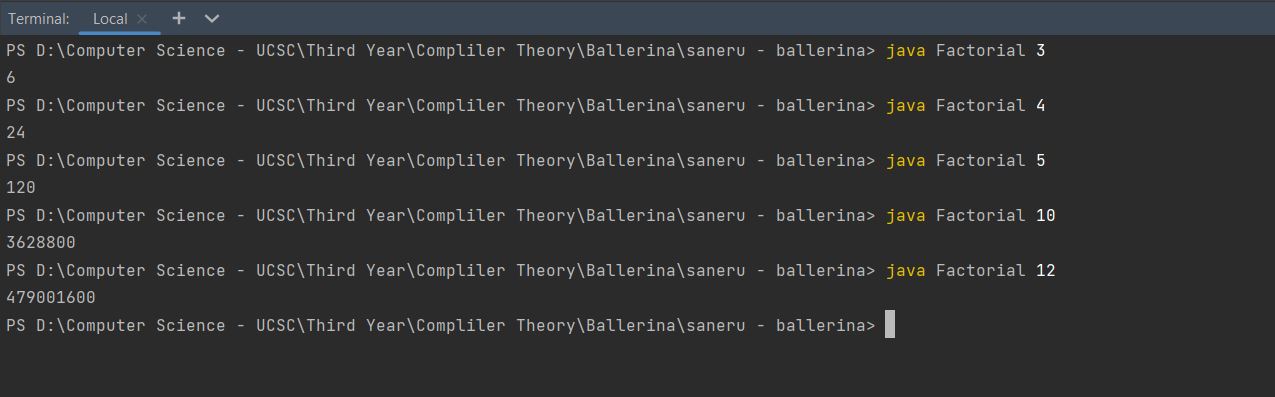 Terminal: Local × + ⌄
PS D:\Computer Science - UCSC\Third Year\Compliler Theory\Ballerina\saneru - ballerina> java Factorial 3
6
PS D:\Computer Science - UCSC\Third Year\Compliler Theory\Ballerina\saneru - ballerina> java Factorial 4
24
PS D:\Computer Science - UCSC\Third Year\Compliler Theory\Ballerina\saneru - ballerina> java Factorial 5
120
PS D:\Computer Science - UCSC\Third Year\Compliler Theory\Ballerina\saneru - ballerina> java Factorial 10
3628800
PS D:\Computer Science - UCSC\Third Year\Compliler Theory\Ballerina\saneru - ballerina> java Factorial 12
479001600
PS D:\Computer Science - UCSC\Third Year\Compliler Theory\Ballerina\saneru - ballerina>